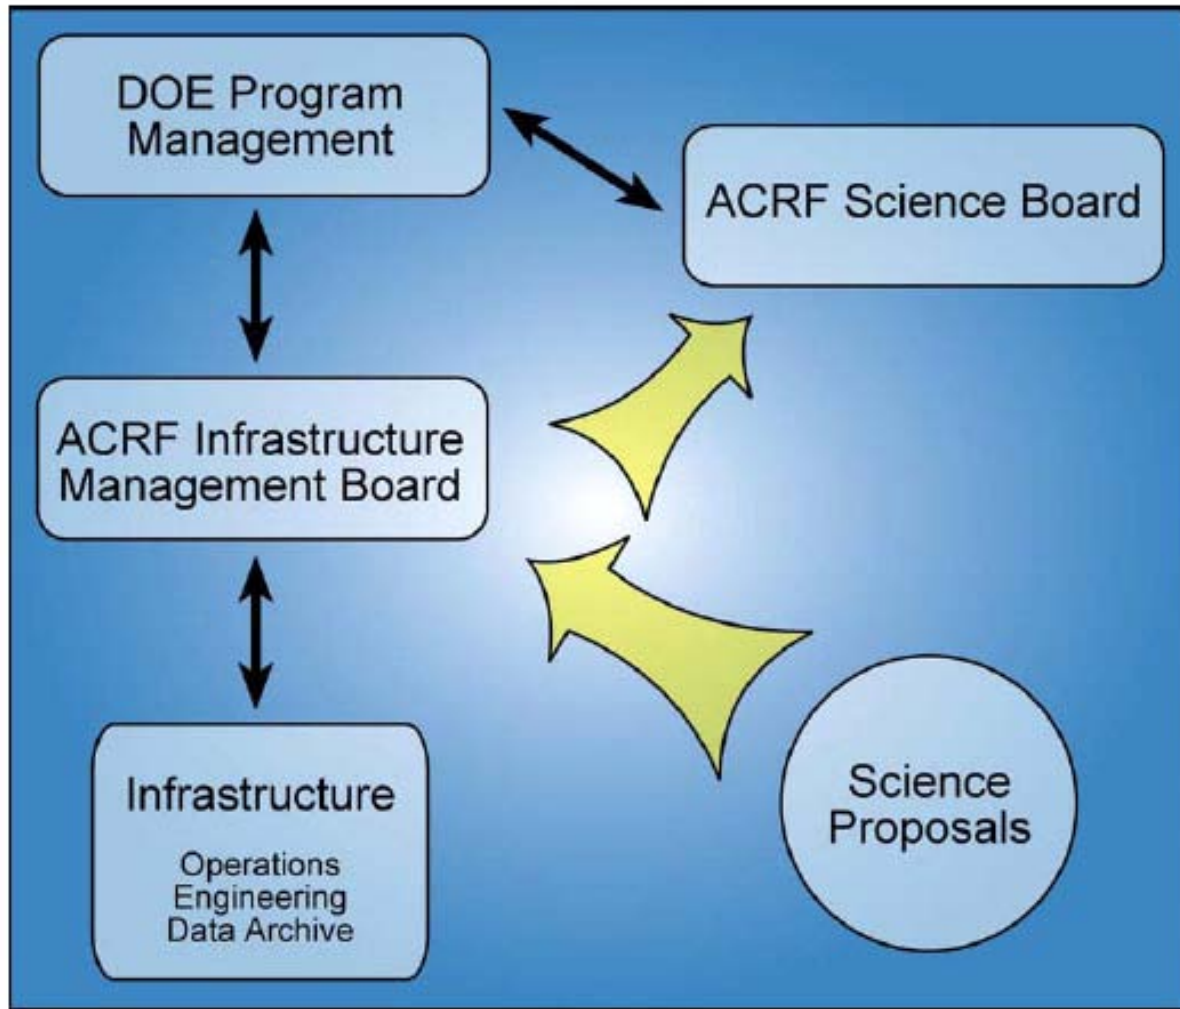 DOE Program
Management
ACRF Science Board
ACRF Infrastructure
Management Board
Infrastructure
Operations
Engineering
Data Archive
Science
Proposals